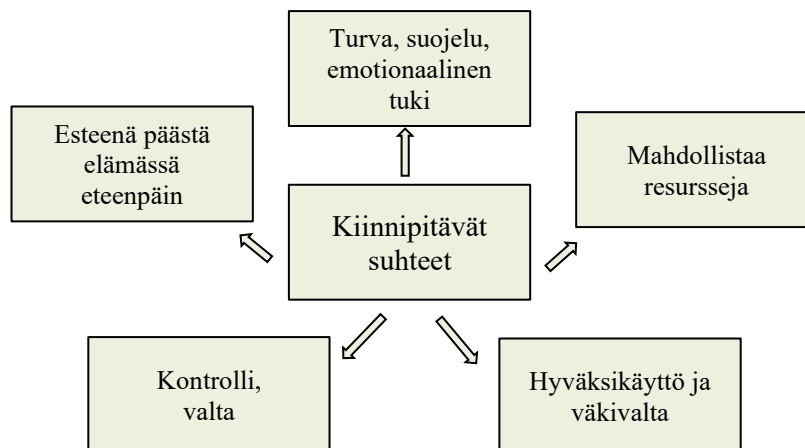 Turva, suojelu,
emotionaalinen
tuki
Esteenä päästä
elämässä
eteenpäin
Mahdollistaa
resursseja
Kiinnipitävät
suhteet
Kontrolli,
valta
Hyväksikäyttö ja
väkivalta